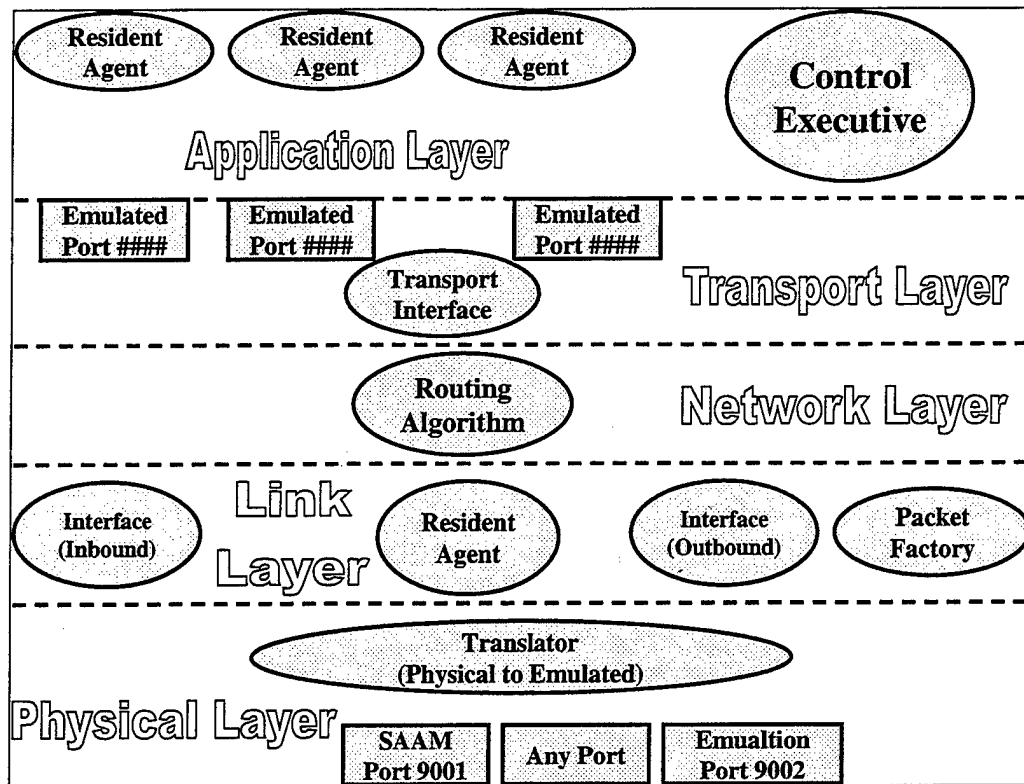 Resident
Agent
Resident
Agent
Resident
Agent
Control
Executive
Application Layer
Emulated
Port ####
Emulated
Port ####
Emulated
Port ####
Transport
Interface
Transport Layer
Routing
Algorithm
Network Layer
Interface
(Inbound)
Link
Layer
Resident
Agent
Interface
(Outbound)
Packet
Factory
Translator
(Physical to Emulated)
Physical Layer
SAAM
Port 9001
Any Port
Emualtion
Port 9002